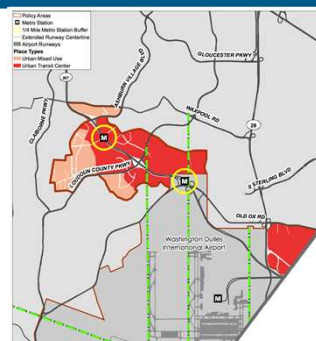 Policy Areas
M Metro Station
1/4 Mile Metro Station Buffer
Extended Runway Centerline
Airport Runways
Place Types
Urban Mixed Use
Urban Transit Center
GLOUCESTER PKWY
ASHBURN VILLAGE BLVD
267
CLAIBORNE PKWY
WAXPOOL RD
28
M
LOUDOUN COUNTY PKWY
M
S STERLING BLVD
OLD OX RD
Washington Dulles
International Airport
M